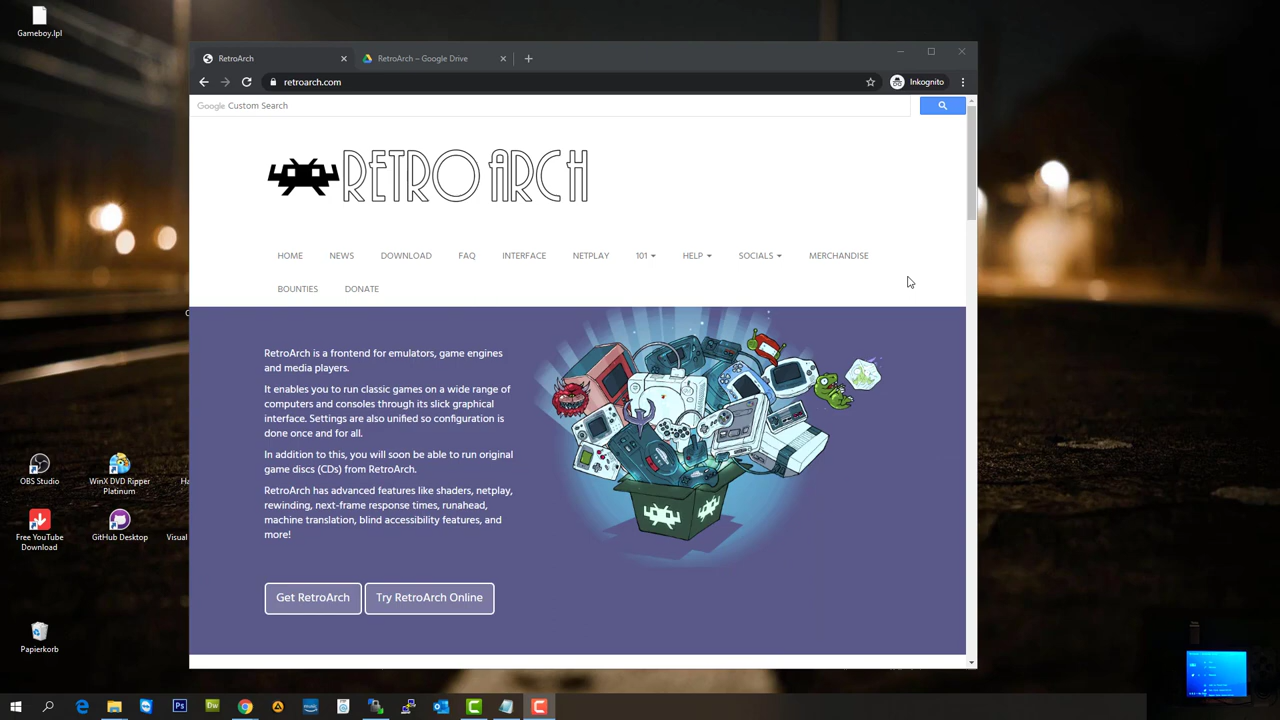 Gameboy.lpl
RetroArch
RetroArch – Google Drive
retroarch.com
Inkognito
Google Custom Search
RETROARCH
HOME NEWS DOWNLOAD FAQ INTERFACE NETPLAY 101 HELP SOCIALS MERCHANDISE
BOUNTIES DONATE
RetroArch is a frontend for emulators, game engines
and media players.
It enables you to run classic games on a wide range of
computers and consoles through its slick graphical
interface. Settings are also unified so configuration is
done once and for all.
In addition to this, you will soon be able to run original
game discs (CDs) from RetroArch.
RetroArch has advanced features like shaders, netplay,
rewinding, next-frame response times, runahead,
machine translation, blind accessibility features, and
more!
Get RetroArch
Try RetroArch Online
OBS Studio
WinX DVD Ripper
Platinum
Ha
Free YouTube
Download
GitHub Desktop
Visual
Papierkorb
Ps
Dw
music